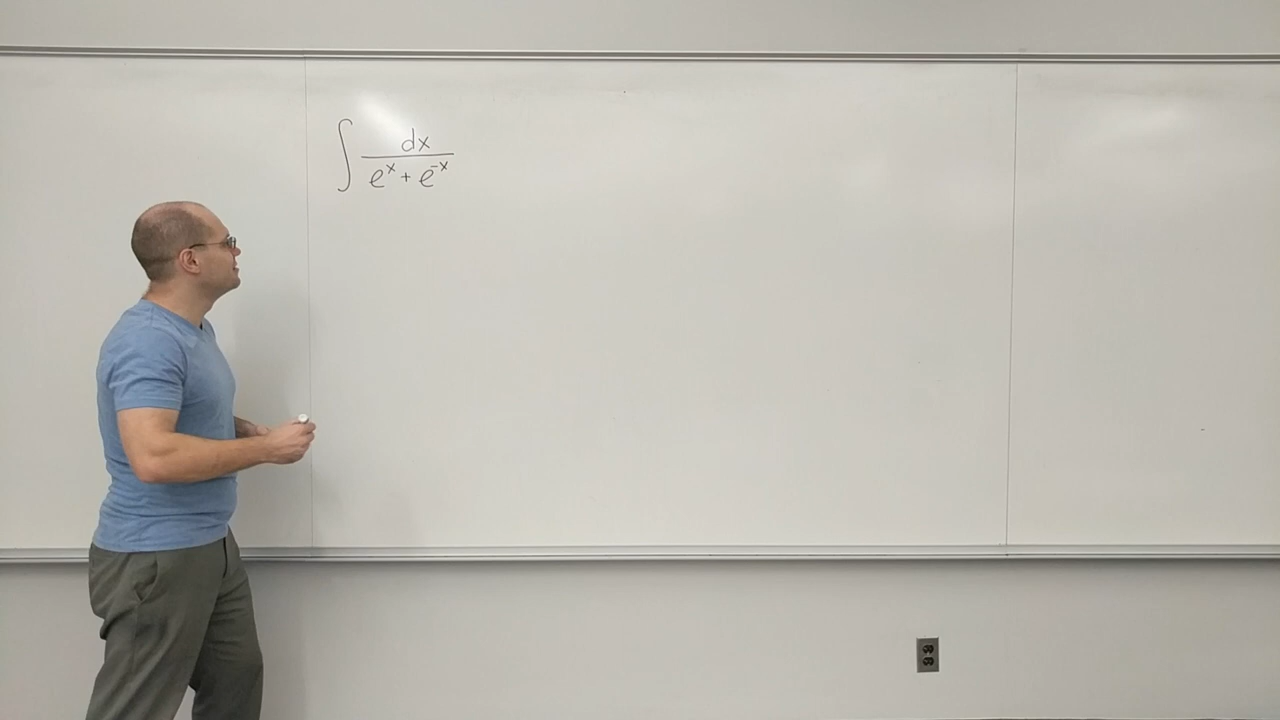 ∫ dx / (eˣ + e⁻ˣ)